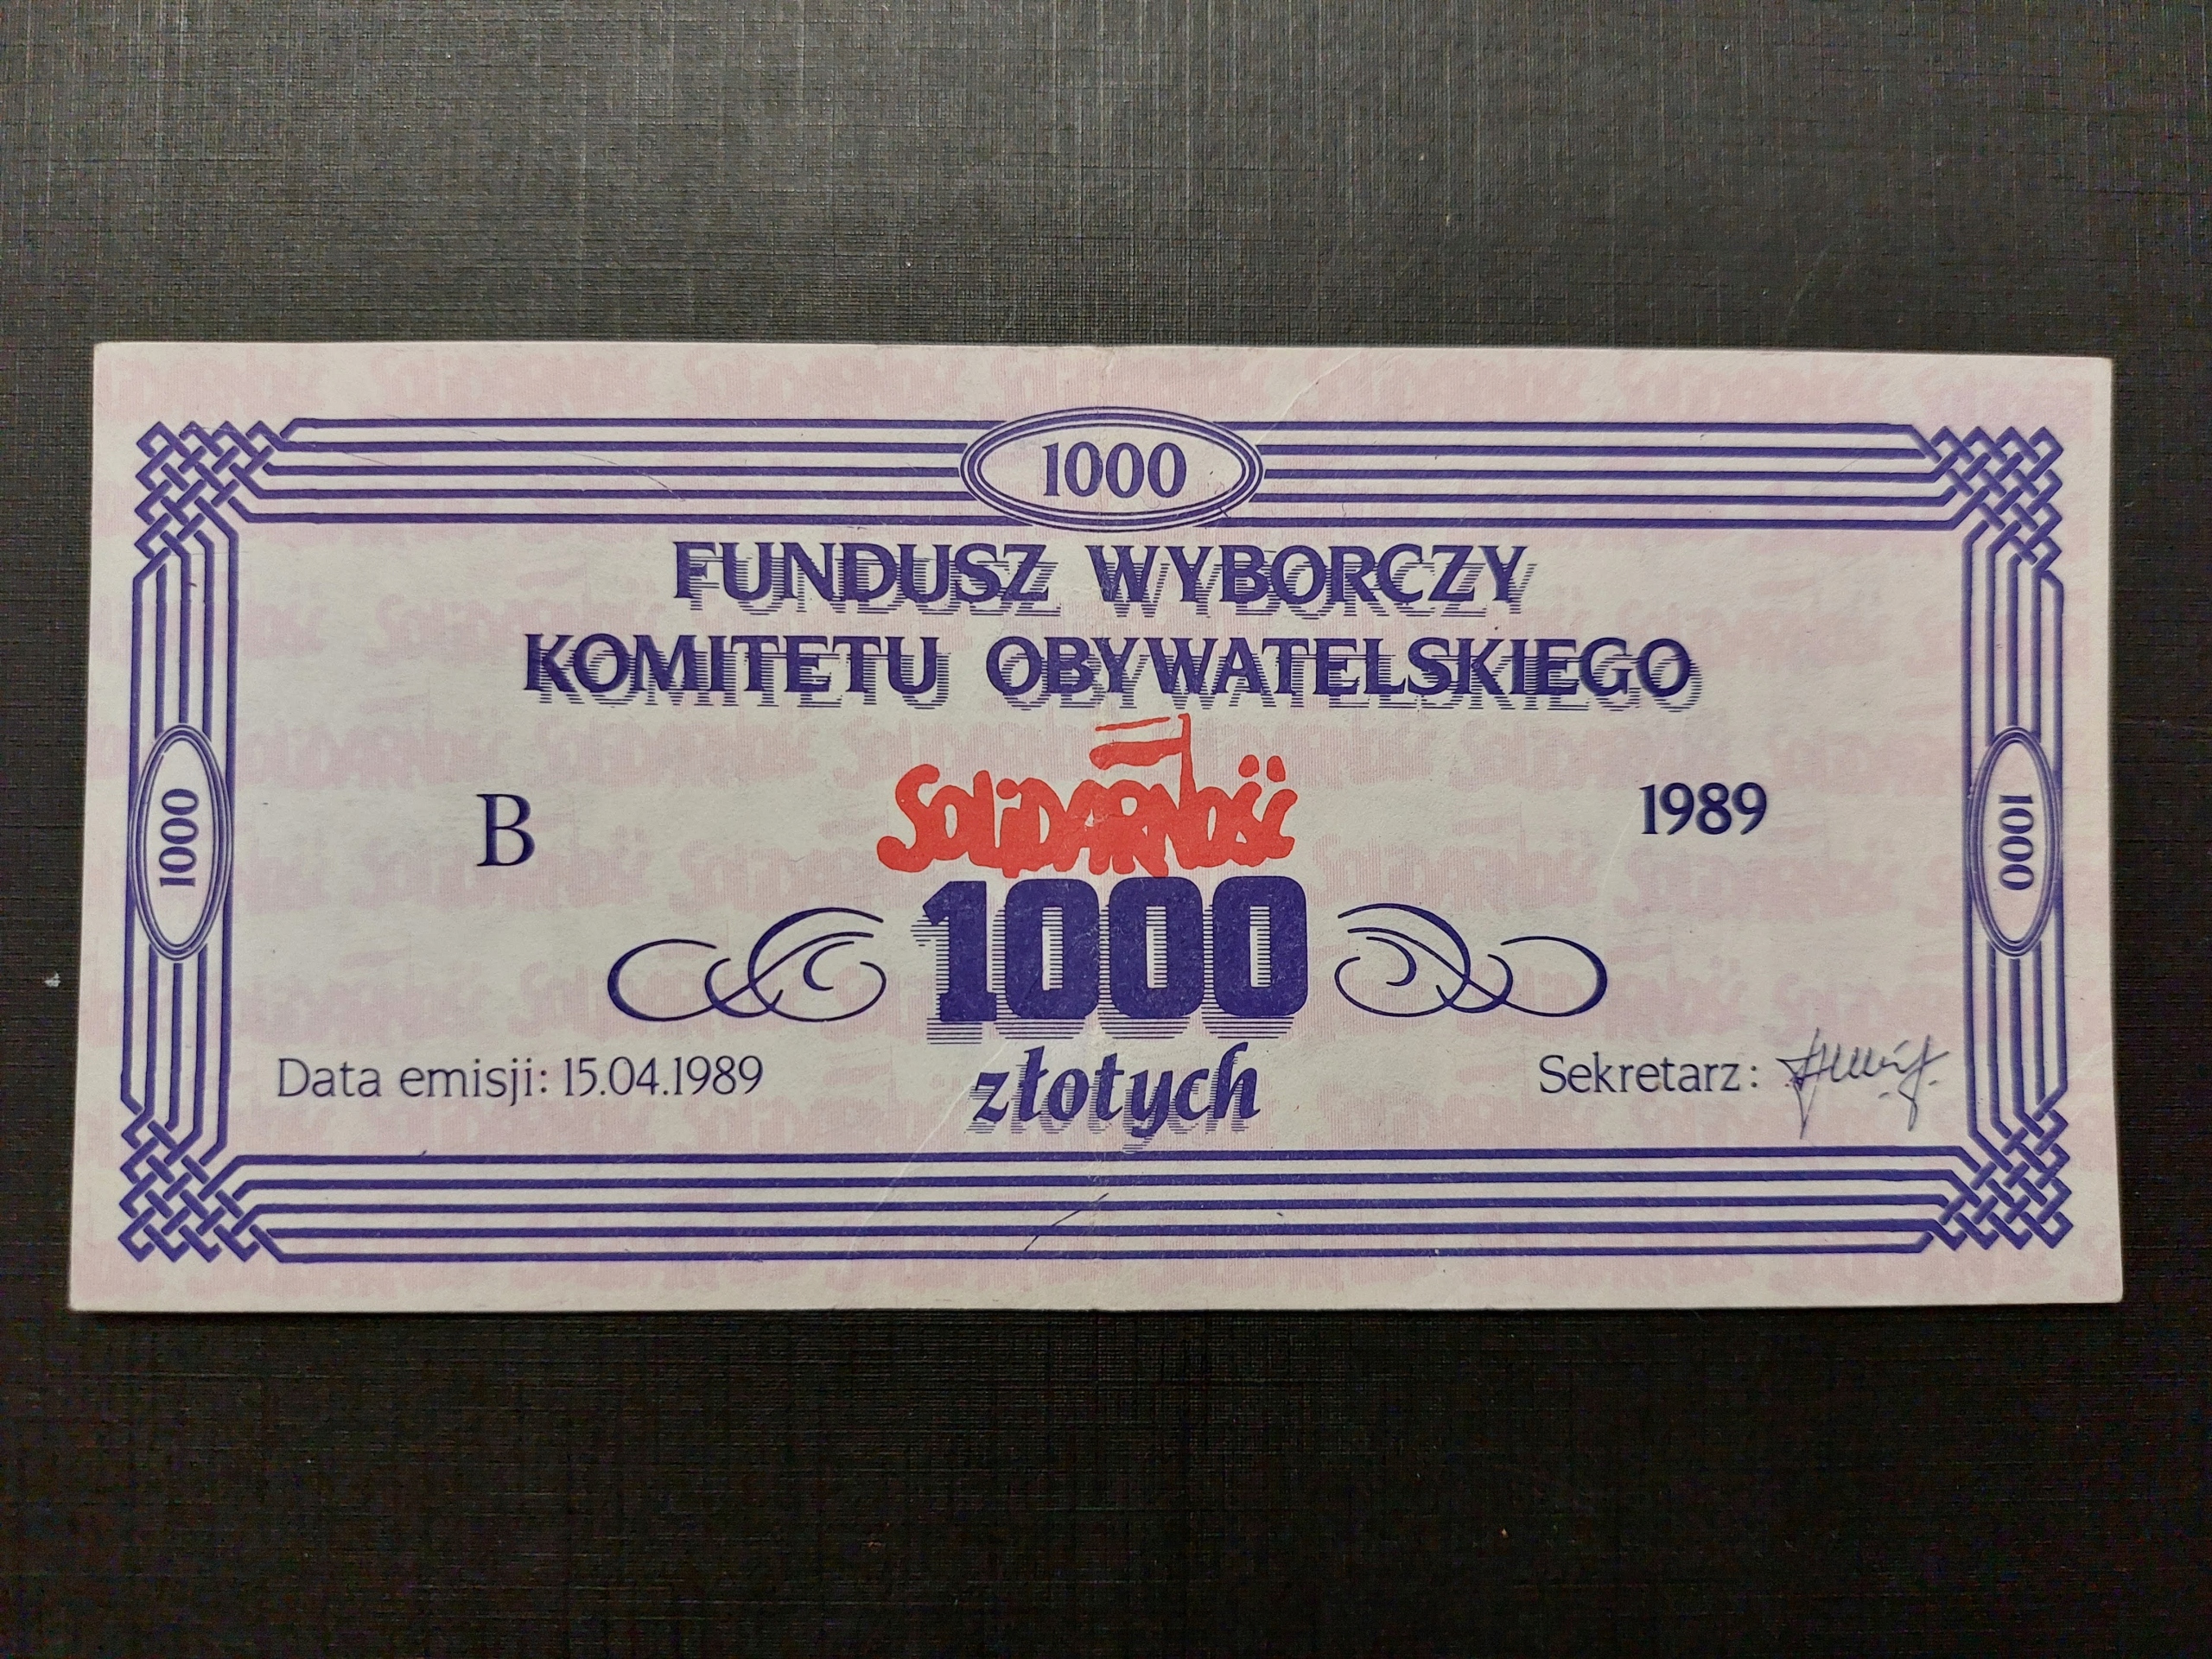 1000
FUNDUSZ WYBORCZY
KOMITETU OBYWATELSKIEGO
SOLIDARNOŚĆ
B
1989
1000
1000
1000
złotych
Data emisji: 15.04.1989
Sekretarz: